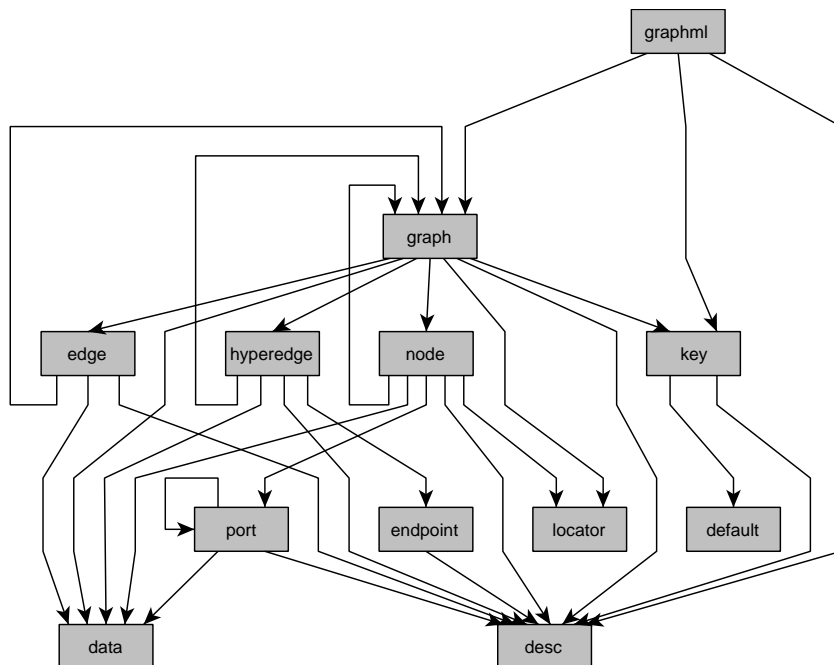 graphml
graph
edge
hyperedge
node
key
port
endpoint
locator
default
data
desc